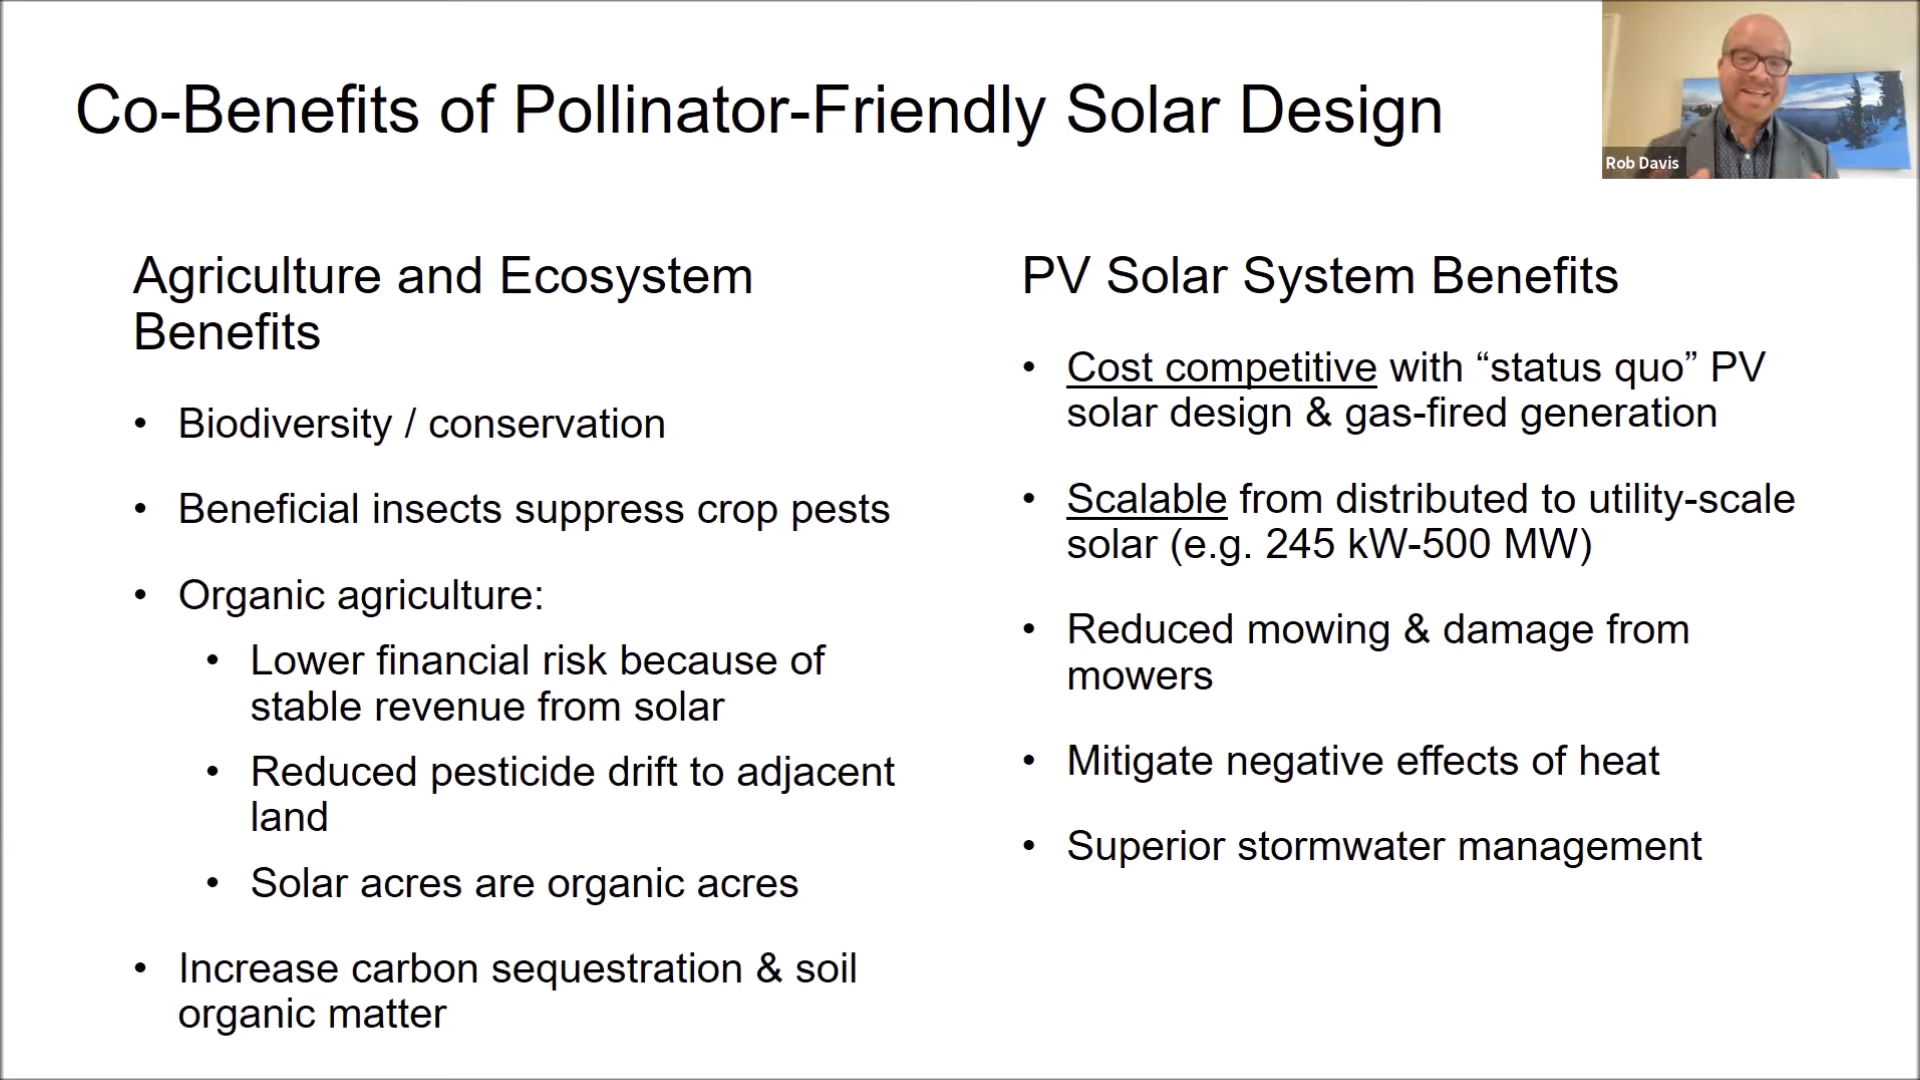 Co-Benefits of Pollinator-Friendly Solar Design
Rob Davis
Agriculture and Ecosystem
Benefits
• Biodiversity / conservation
• Beneficial insects suppress crop pests
• Organic agriculture:
• Lower financial risk because of
stable revenue from solar
• Reduced pesticide drift to adjacent
land
• Solar acres are organic acres
• Increase carbon sequestration & soil
organic matter
PV Solar System Benefits
• Cost competitive with “status quo” PV
solar design & gas-fired generation
• Scalable from distributed to utility-scale
solar (e.g. 245 kW-500 MW)
• Reduced mowing & damage from
mowers
• Mitigate negative effects of heat
• Superior stormwater management